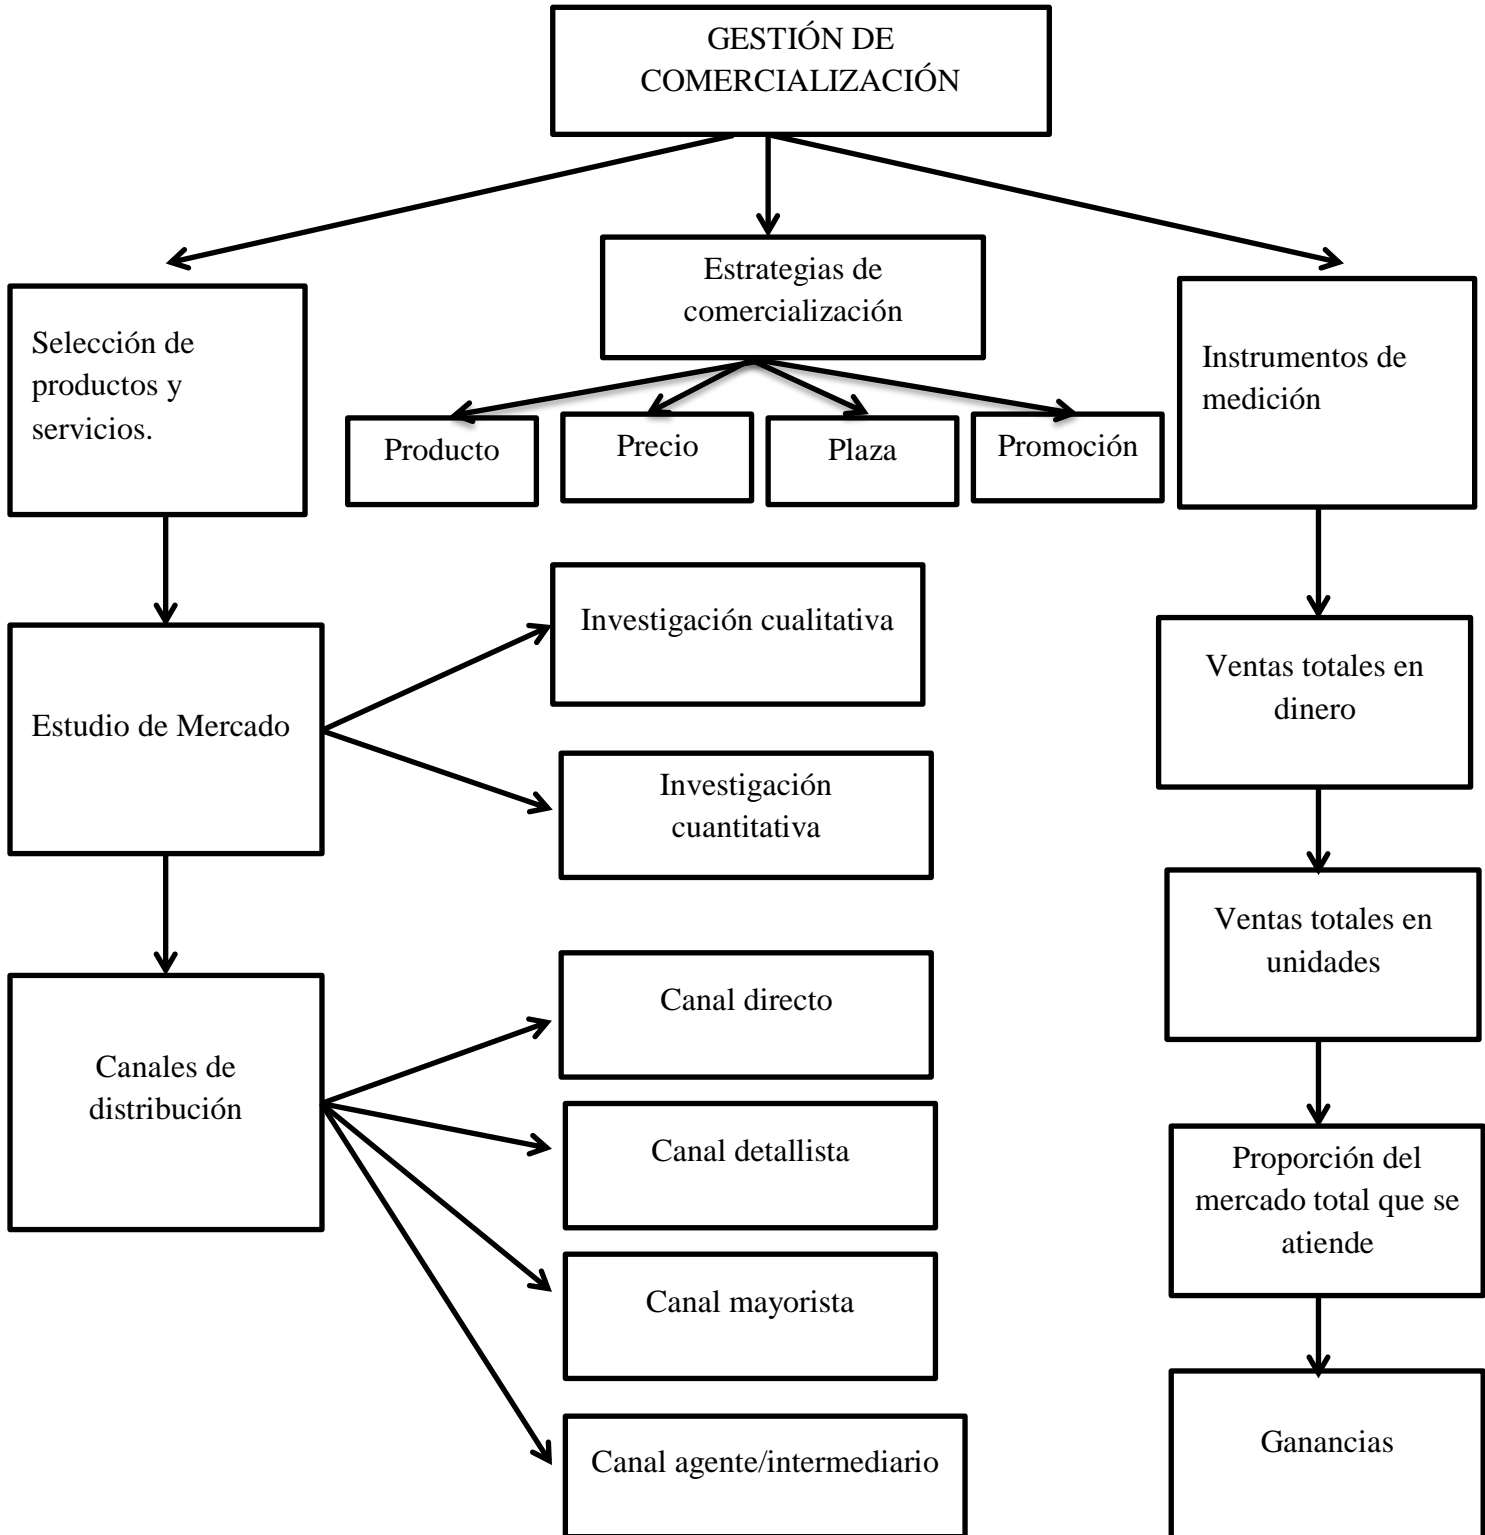 GESTIÓN DE
COMERCIALIZACIÓN
Estrategias de
comercialización
Selección de
productos y
servicios.
Instrumentos de
medición
Producto
Precio
Plaza
Promoción
Investigación cualitativa
Estudio de Mercado
Investigación
cuantitativa
Ventas totales en
dinero
Ventas totales en
unidades
Canales de
distribución
Canal directo
Canal detallista
Canal mayorista
Canal agente/intermediario
Proporción del
mercado total que se
atiende
Ganancias